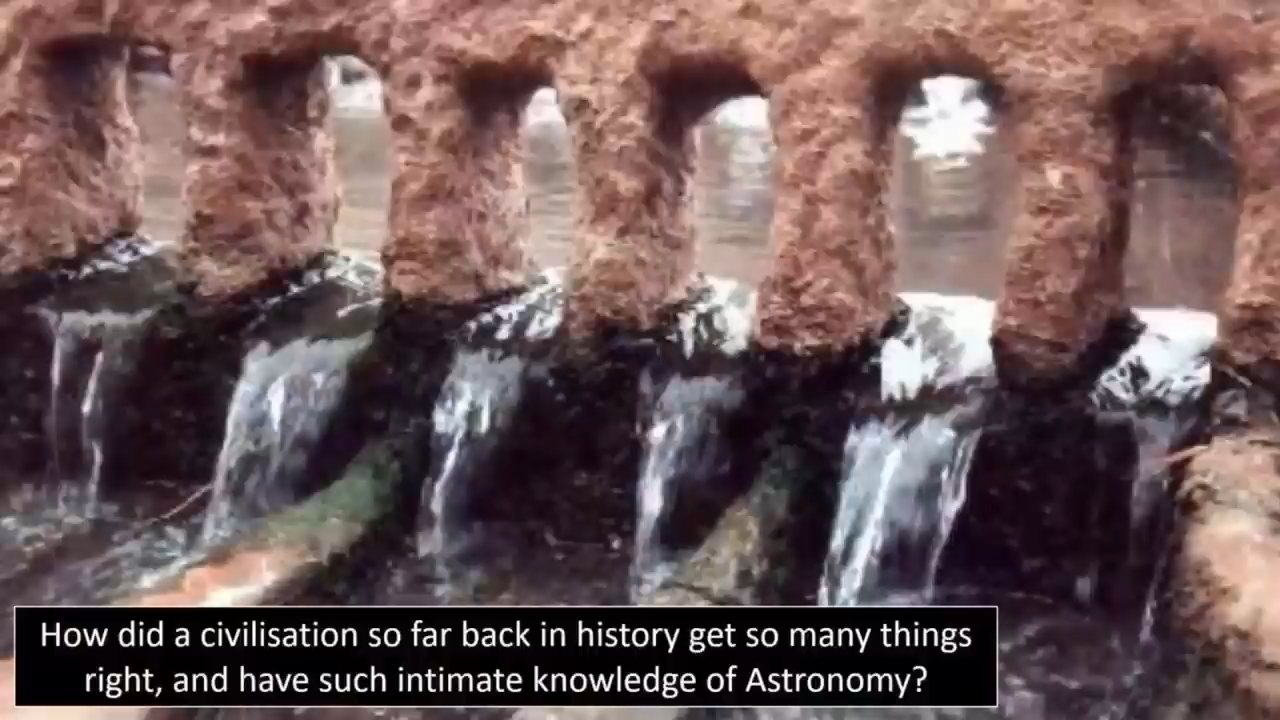 How did a civilisation so far back in history get so many things
right, and have such intimate knowledge of Astronomy?